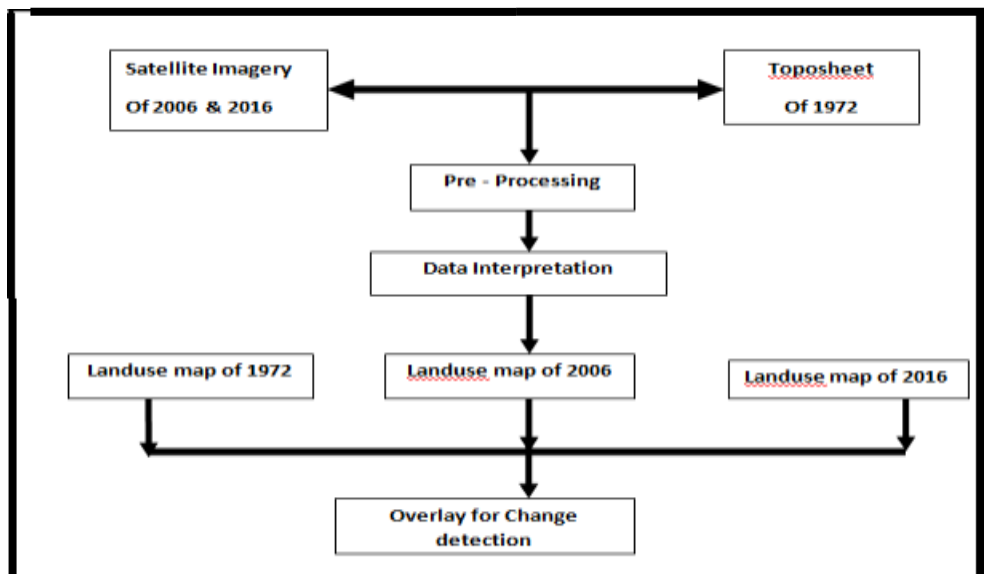 Satellite Imagery
Of 2006 & 2016
Toposheet
Of 1972
Pre - Processing
Data Interpretation
Landuse map of 1972
Landuse map of 2006
Landuse map of 2016
Overlay for Change
detection